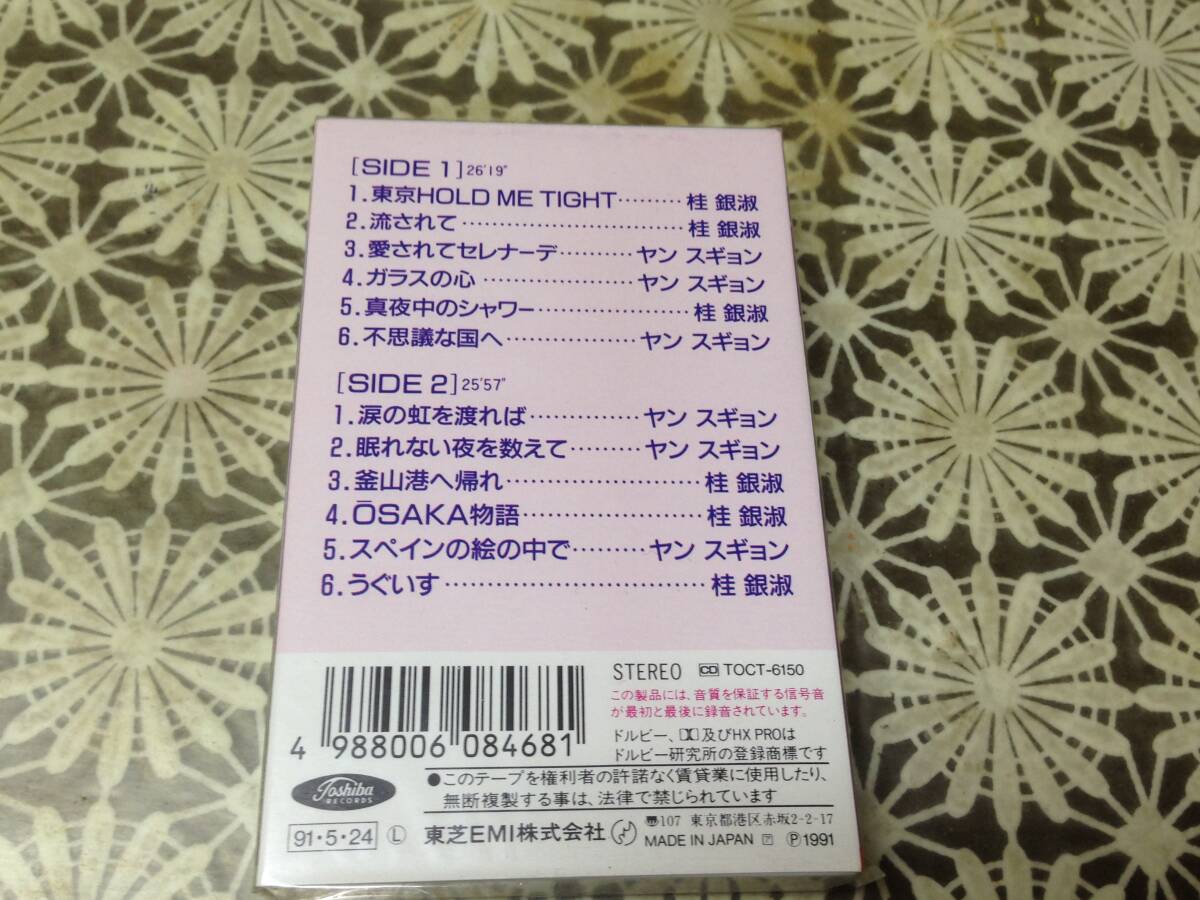 [SIDE 1] 26'19"
1.東京HOLD ME TIGHT………桂 銀淑
2.流されて……………………………桂 銀淑
3.愛されてセレナーデ…………ヤン スギョン
4.ガラスの心…………………ヤン スギョン
5.真夜中のシャワー…………………桂 銀淑
6.不思議な国へ………………ヤン スギョン
[SIDE 2] 25'57"
1.涙の虹を渡れば……………ヤン スギョン
2.眠れない夜を数えて………ヤン スギョン
3.釜山港へ帰れ………………………桂 銀淑
4.ŌSAKA物語………………………桂 銀淑
5.スペインの絵の中で………ヤン スギョン
6.うぐいす……………………………桂 銀淑
STEREO CD TOCT-6150
この製品には、音質を保証する信号音
が最初と最後に録音されています。
ドルビー、及びHX PROは
ドルビー研究所の登録商標です
4 988006 084681
●このテープを権利者の許諾なく賃貸業に使用したり、
無断複製する事は、法律で禁じられています
Toshiba
RECORDS
91・5・24 Ⓛ 東芝EMI株式会社
〠107 東京都港区赤坂2-2-17
MADE IN JAPAN ア Ⓟ1991